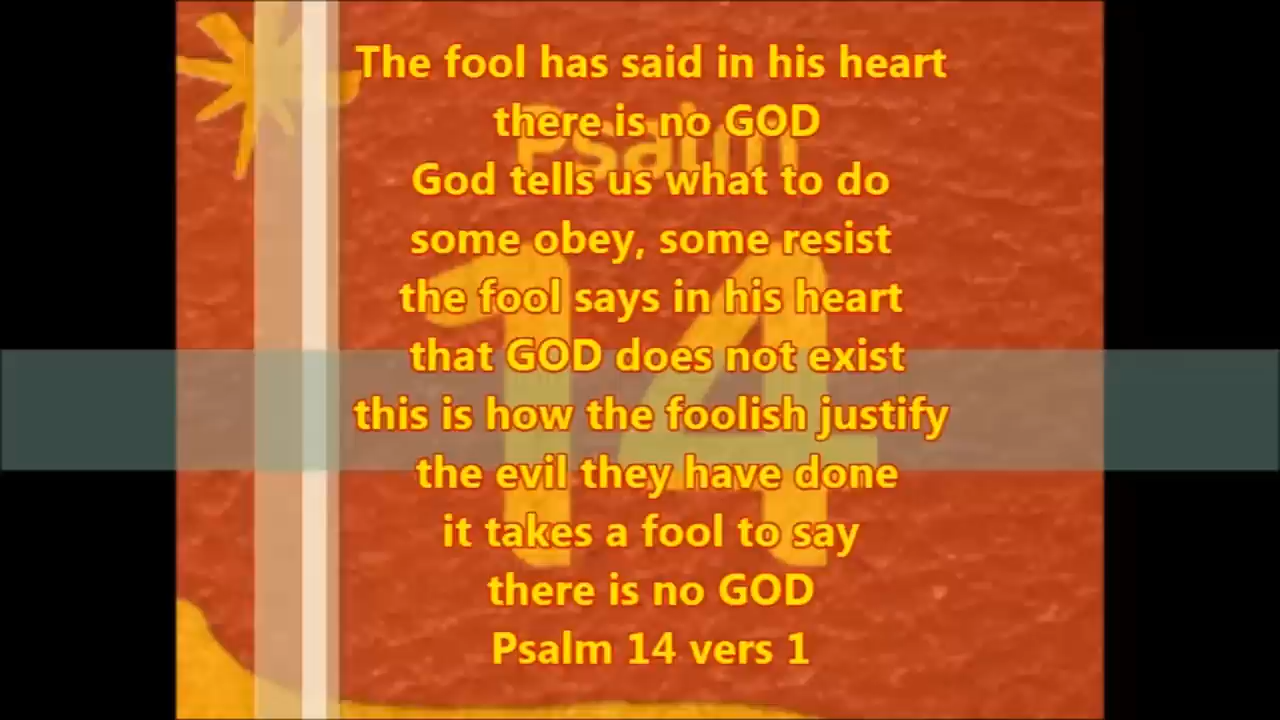 The fool has said in his heart
there is no GOD
Psalm
God tells us what to do
some obey, some resist
the fool says in his heart
14
that GOD does not exist
this is how the foolish justify
the evil they have done
it takes a fool to say
there is no GOD
Psalm 14 vers 1